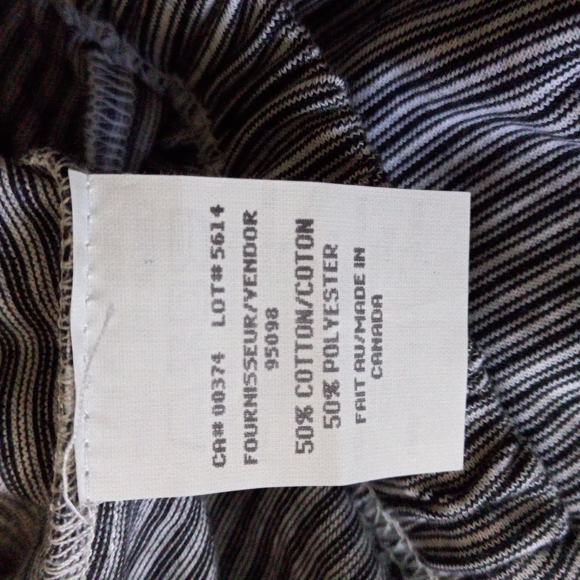 CA# 00374 LOT# 5614
FOURNISSEUR/VENDOR
95098
50% COTTON/COTON
50% POLYESTER
FAIT AU/MADE IN
CANADA